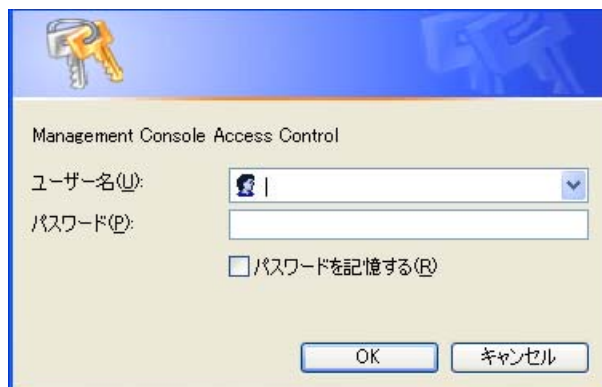 Management Console Access Control
ユーザー名(U):
パスワード(P):
パスワードを記憶する(R)
OK
キャンセル